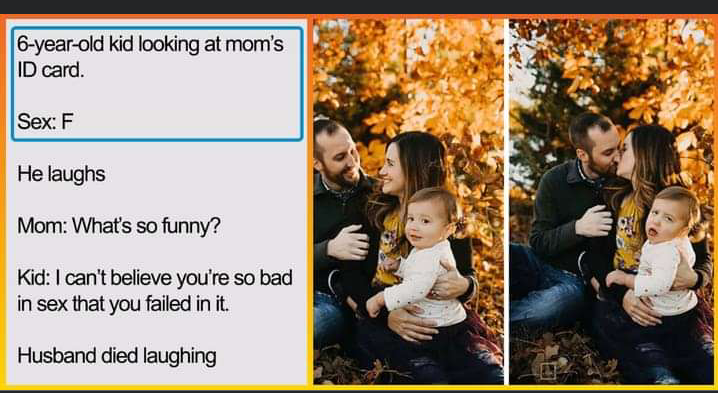 6-year-old kid looking at mom's
ID card.
Sex: F
He laughs
Mom: What's so funny?
Kid: I can't believe you're so bad
in sex that you failed in it.
Husband died laughing